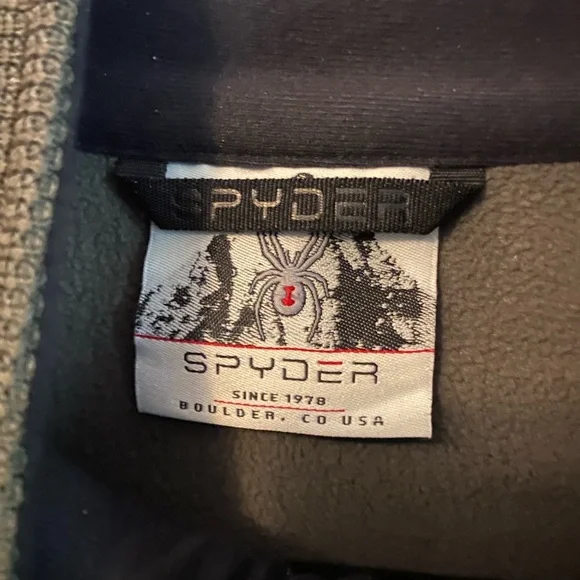 SPYDER
SPYDER
SINCE 1978
BOULDER, CO USA